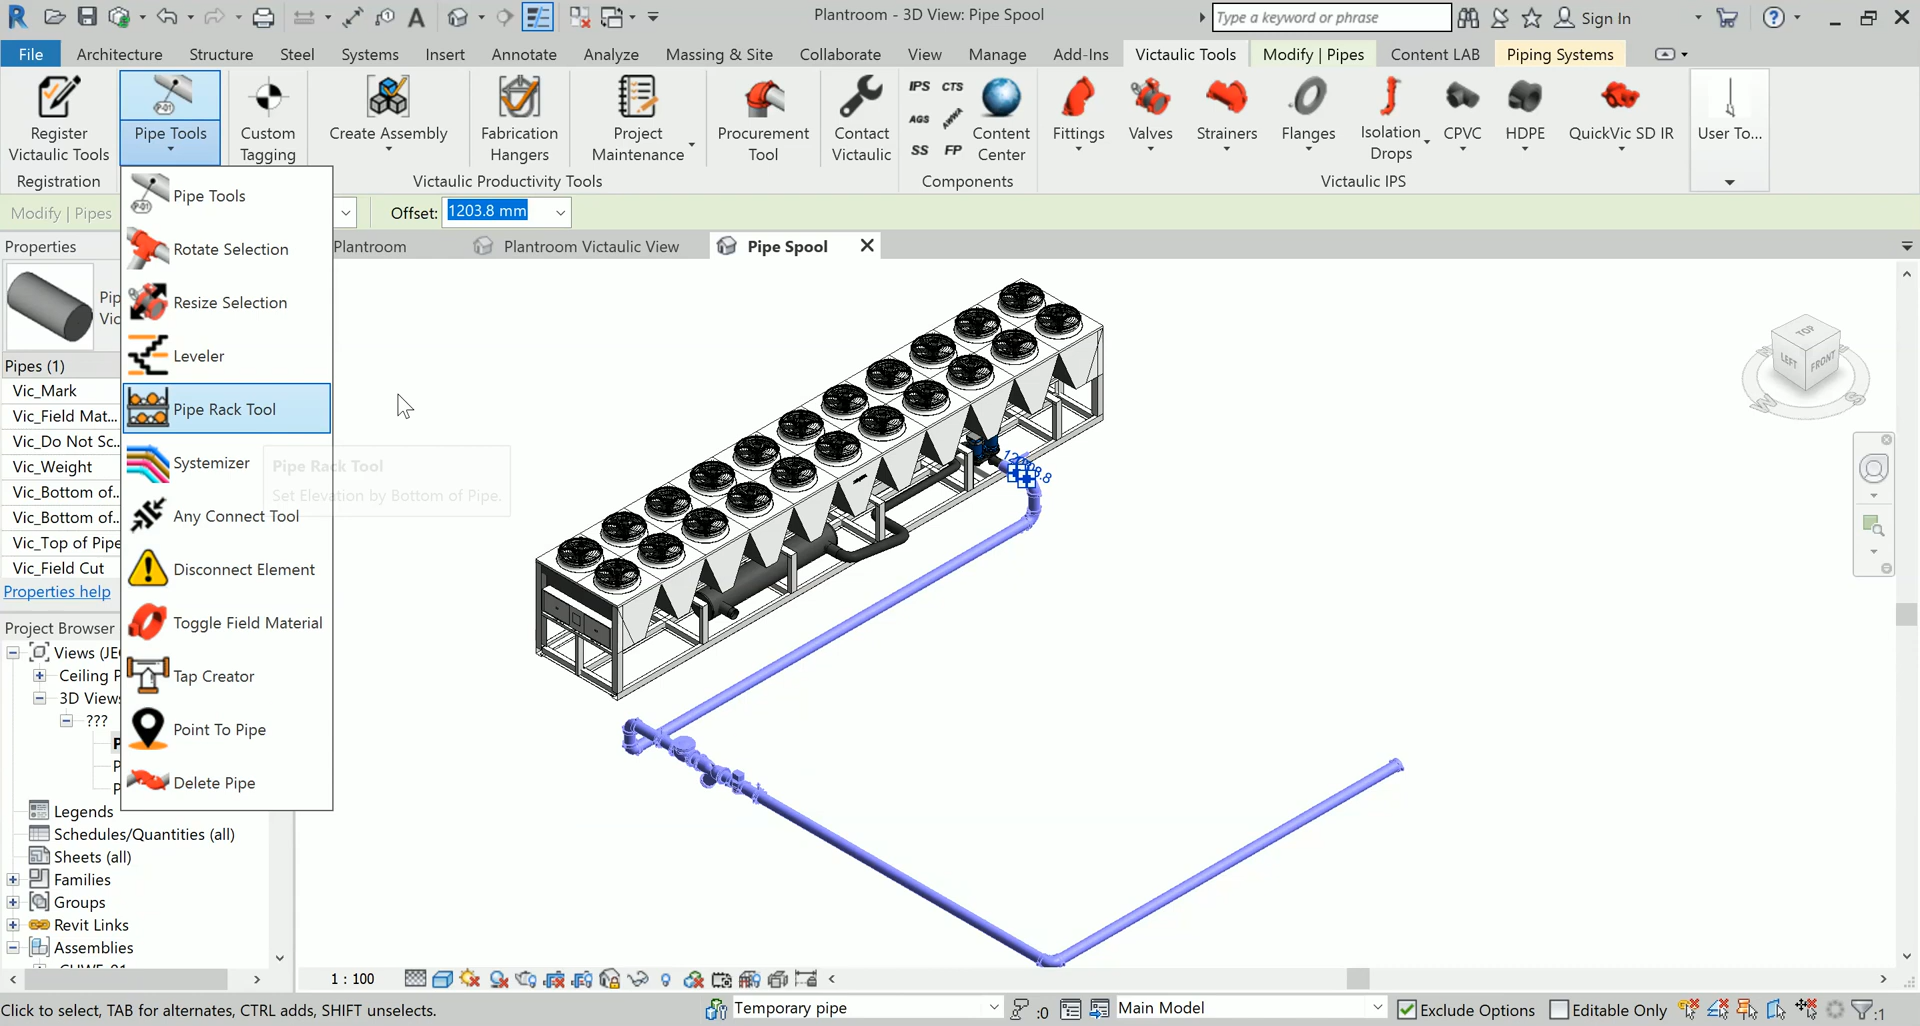 Plantroom - 3D View: Pipe Spool
Type a keyword or phrase
Sign In
File
Architecture
Structure
Steel
Systems
Insert
Annotate
Analyze
Massing & Site
Collaborate
View
Manage
Add-Ins
Victaulic Tools
Modify | Pipes
Content LAB
Piping Systems
Register
Victaulic Tools
Pipe Tools
Custom
Tagging
Create Assembly
Fabrication
Hangers
Project
Maintenance
Procurement
Tool
Contact
Victaulic
IPS
CTS
AGS
AWWA
SS
FP
Content
Center
Fittings
Valves
Strainers
Flanges
Isolation
Drops
CPVC
HDPE
QuickVic SD IR
User To...
Registration
Victaulic Productivity Tools
Components
Victaulic IPS
Modify | Pipes
Offset:
1203.8 mm
Properties
Plantroom
Plantroom Victaulic View
Pipe Spool
Pip
Vic
Pipes (1)
Vic_Mark
Vic_Field Mat...
Vic_Do Not Sc...
Vic_Weight
Vic_Bottom of...
Vic_Bottom of...
Vic_Top of Pipe
Vic_Field Cut
Properties help
Pipe Tools
Rotate Selection
Resize Selection
Leveler
Pipe Rack Tool
Systemizer
Any Connect Tool
Disconnect Element
Toggle Field Material
Tap Creator
Point To Pipe
Delete Pipe
Pipe Rack Tool
Set Elevation by Bottom of Pipe.
TOP
LEFT
FRONT
W
S
Project Browser
Views (JE
Ceiling P
3D Views
???
P
P
P
Legends
Schedules/Quantities (all)
Sheets (all)
Families
Groups
Revit Links
Assemblies
1 : 100
Click to select, TAB for alternates, CTRL adds, SHIFT unselects.
Temporary pipe
:0
Main Model
Exclude Options
Editable Only
:1